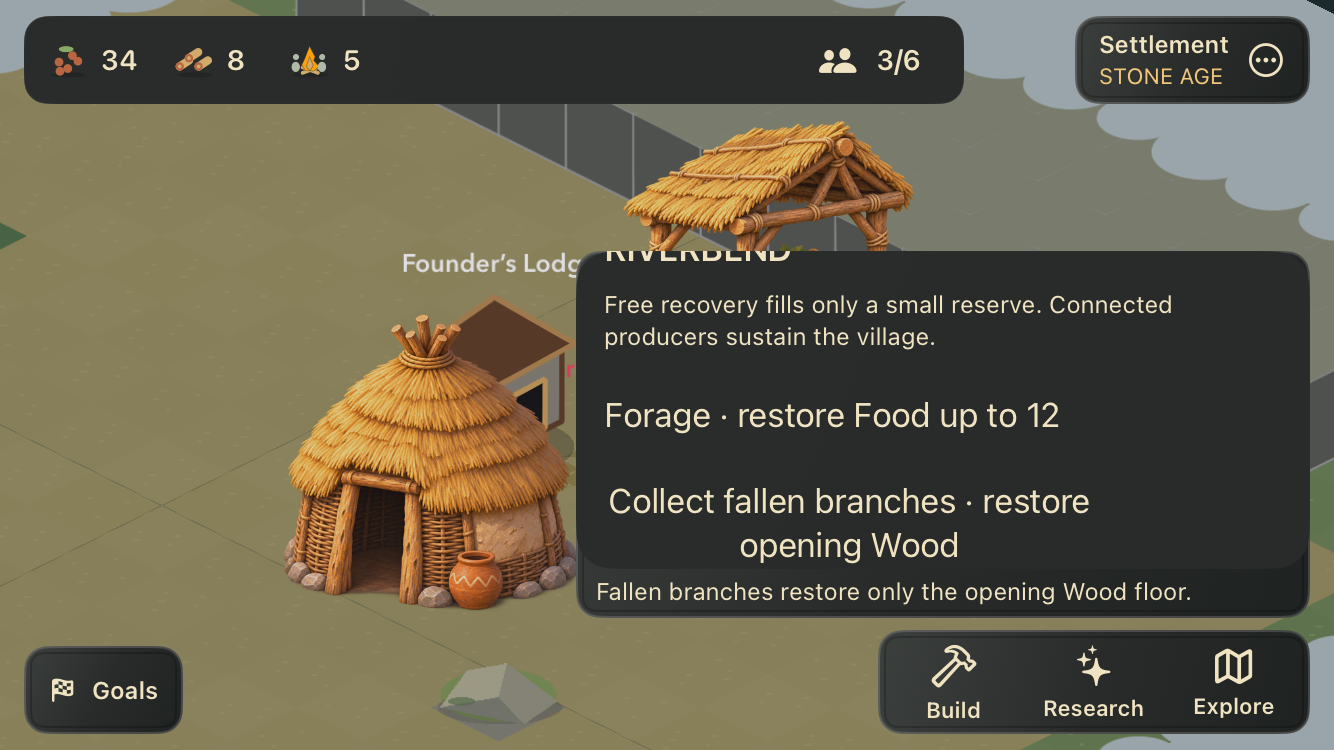 34
8
5
3/6
Settlement
STONE AGE
Founder's Lodg
RIVERBEND
Free recovery fills only a small reserve. Connected
producers sustain the village.
Forage · restore Food up to 12
Collect fallen branches · restore
opening Wood
Fallen branches restore only the opening Wood floor.
Goals
Build
Research
Explore